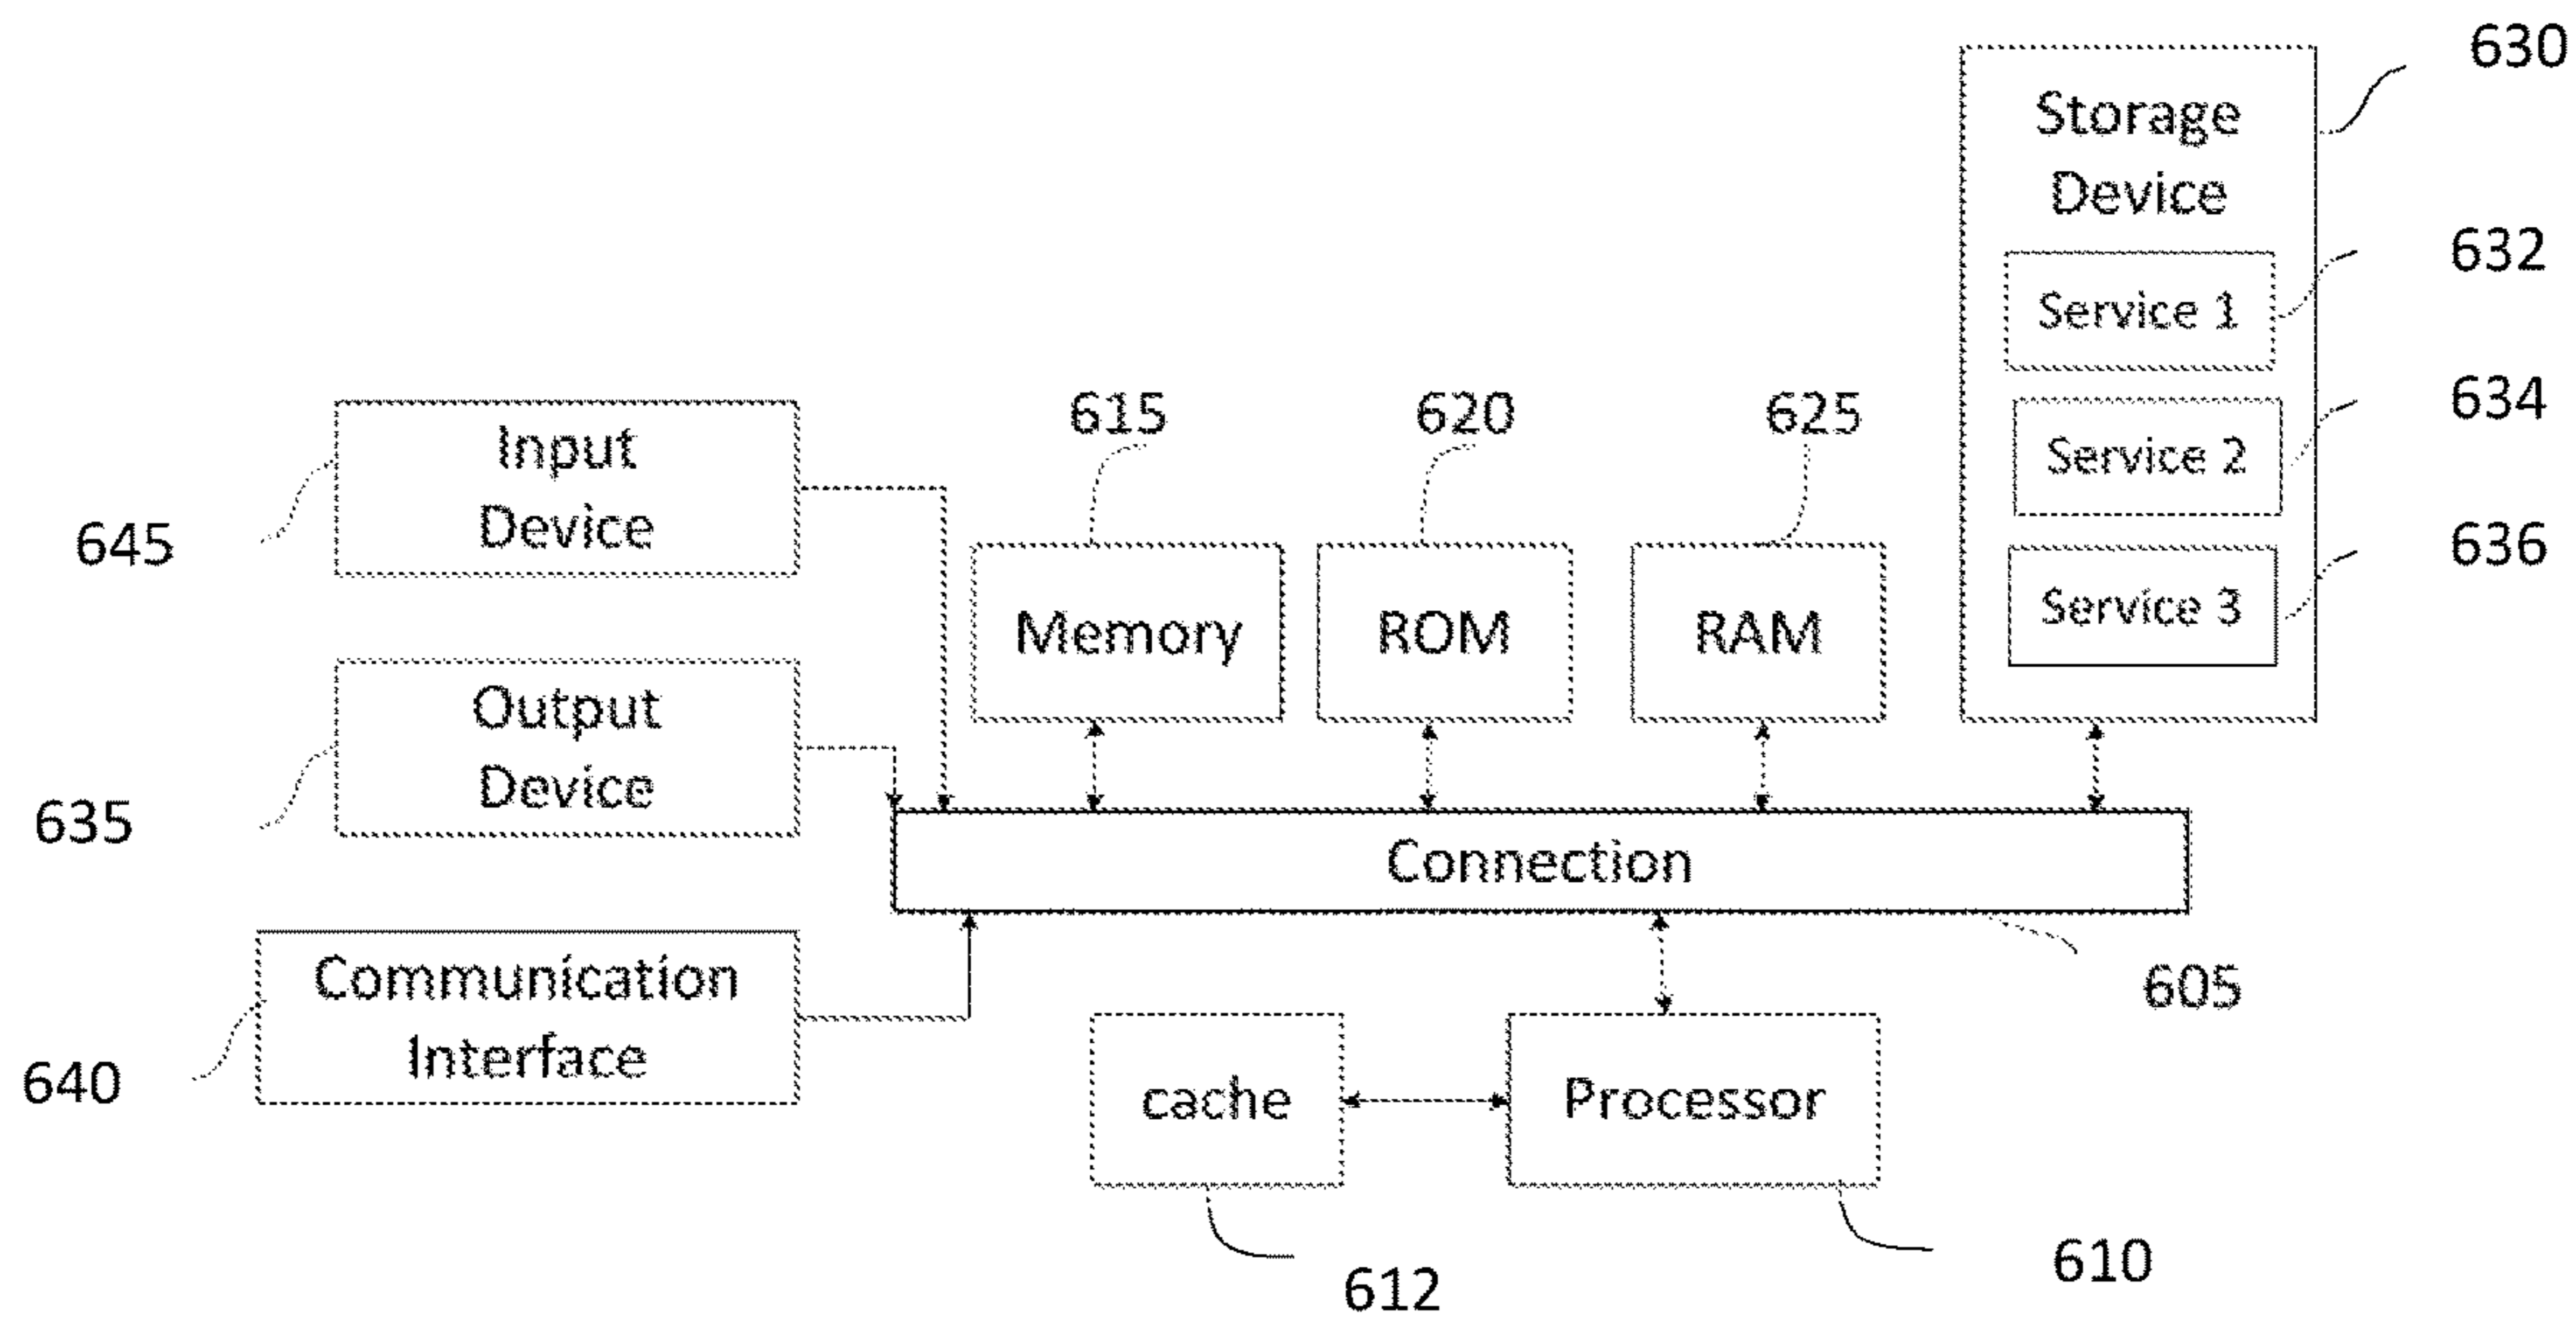 630
Storage
Device
632
Service 1
634
Service 2
636
Service 3
615
620
625
Input
Device
645
Memory
ROM
RAM
Output
Device
635
Connection
605
Communication
Interface
640
cache
Processor
612
610